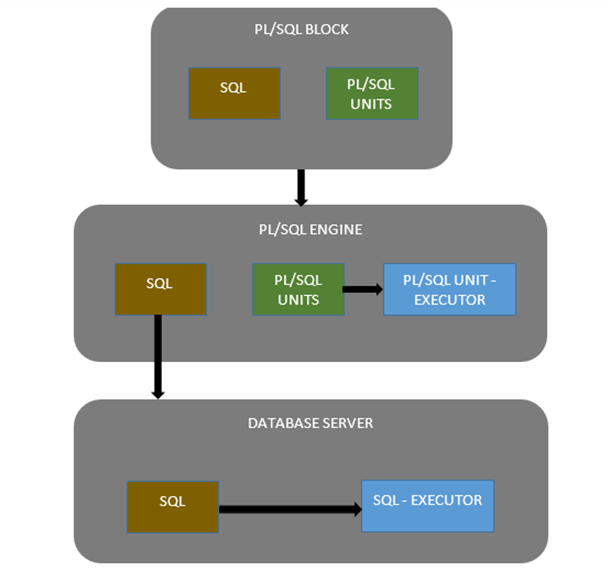 PL/SQL BLOCK
SQL
PL/SQL
UNITS
PL/SQL ENGINE
SQL
PL/SQL
UNITS
PL/SQL UNIT -
EXECUTOR
DATABASE SERVER
SQL
SQL - EXECUTOR